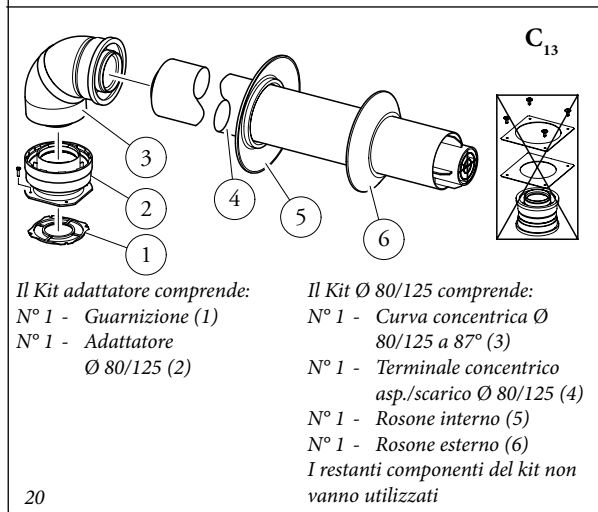 C13
3
4
2
5
6
1
Il Kit adattatore comprende:
N° 1 - Guarnizione (1)
N° 1 - Adattatore
Ø 80/125 (2)
Il Kit Ø 80/125 comprende:
N° 1 - Curva concentrica Ø
80/125 a 87° (3)
N° 1 - Terminale concentrico
asp./scarico Ø 80/125 (4)
N° 1 - Rosone interno (5)
N° 1 - Rosone esterno (6)
I restanti componenti del kit non
vanno utilizzati
20